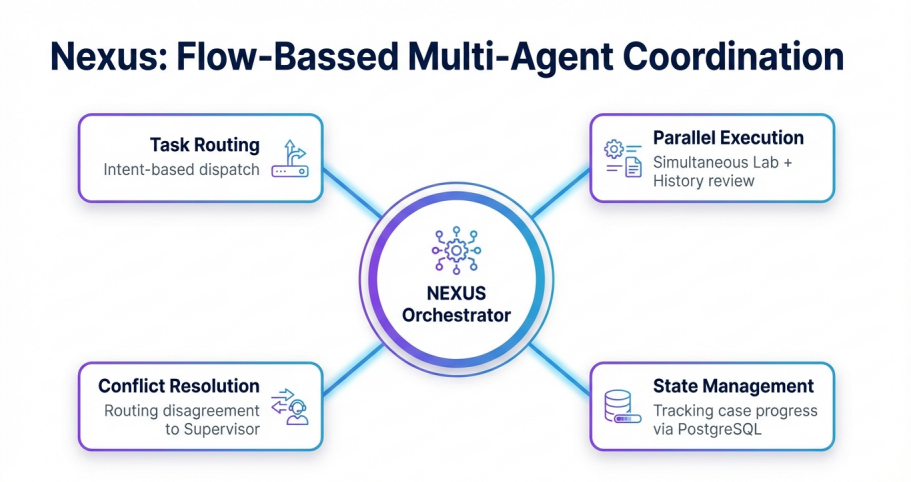 Nexus: Flow-Bassed Multi-Agent Coordination
Task Routing
Intent-based dispatch
Parallel Execution
Simultaneous Lab +
History review
NEXUS
Orchestrator
Conflict Resolution
Routing disagreement
to Supervisor
State Management
Tracking case progress
via PostgreSQL